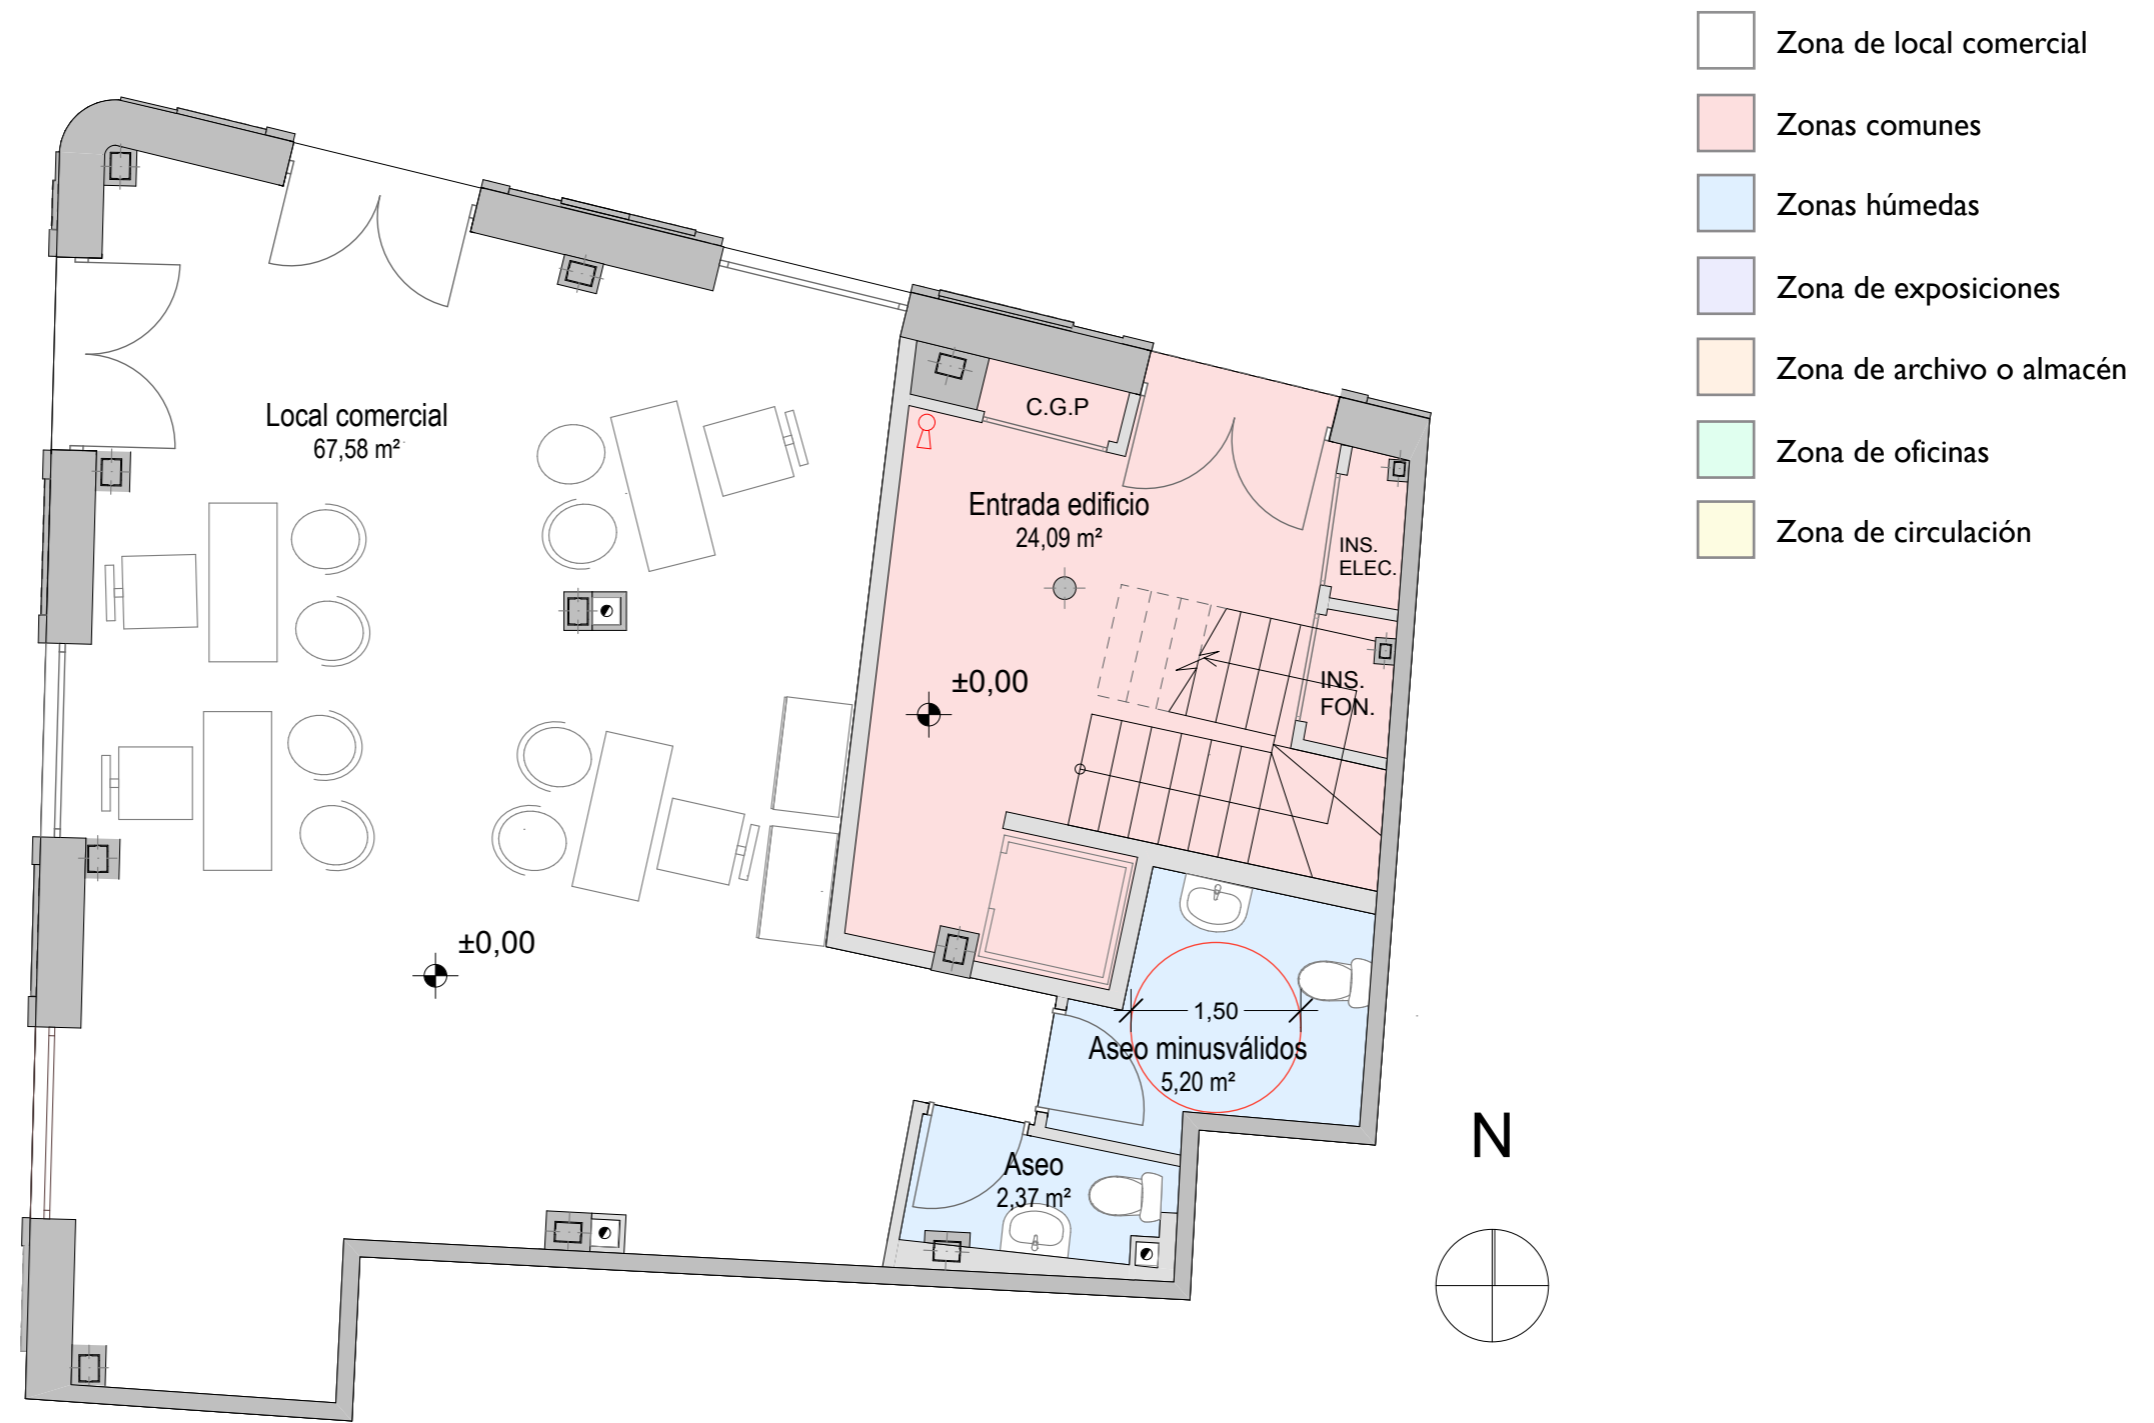 Zona de local comercial
Zonas comunes
Zonas húmedas
Zona de exposiciones
Zona de archivo o almacén
Zona de oficinas
Zona de circulación
Local comercial
67,58 m²
C.G.P
Entrada edificio
24,09 m²
INS.
ELEC.
±0,00
INS.
FON.
±0,00
1,50
Aseo minusválidos
5,20 m²
Aseo
2,37 m²
N